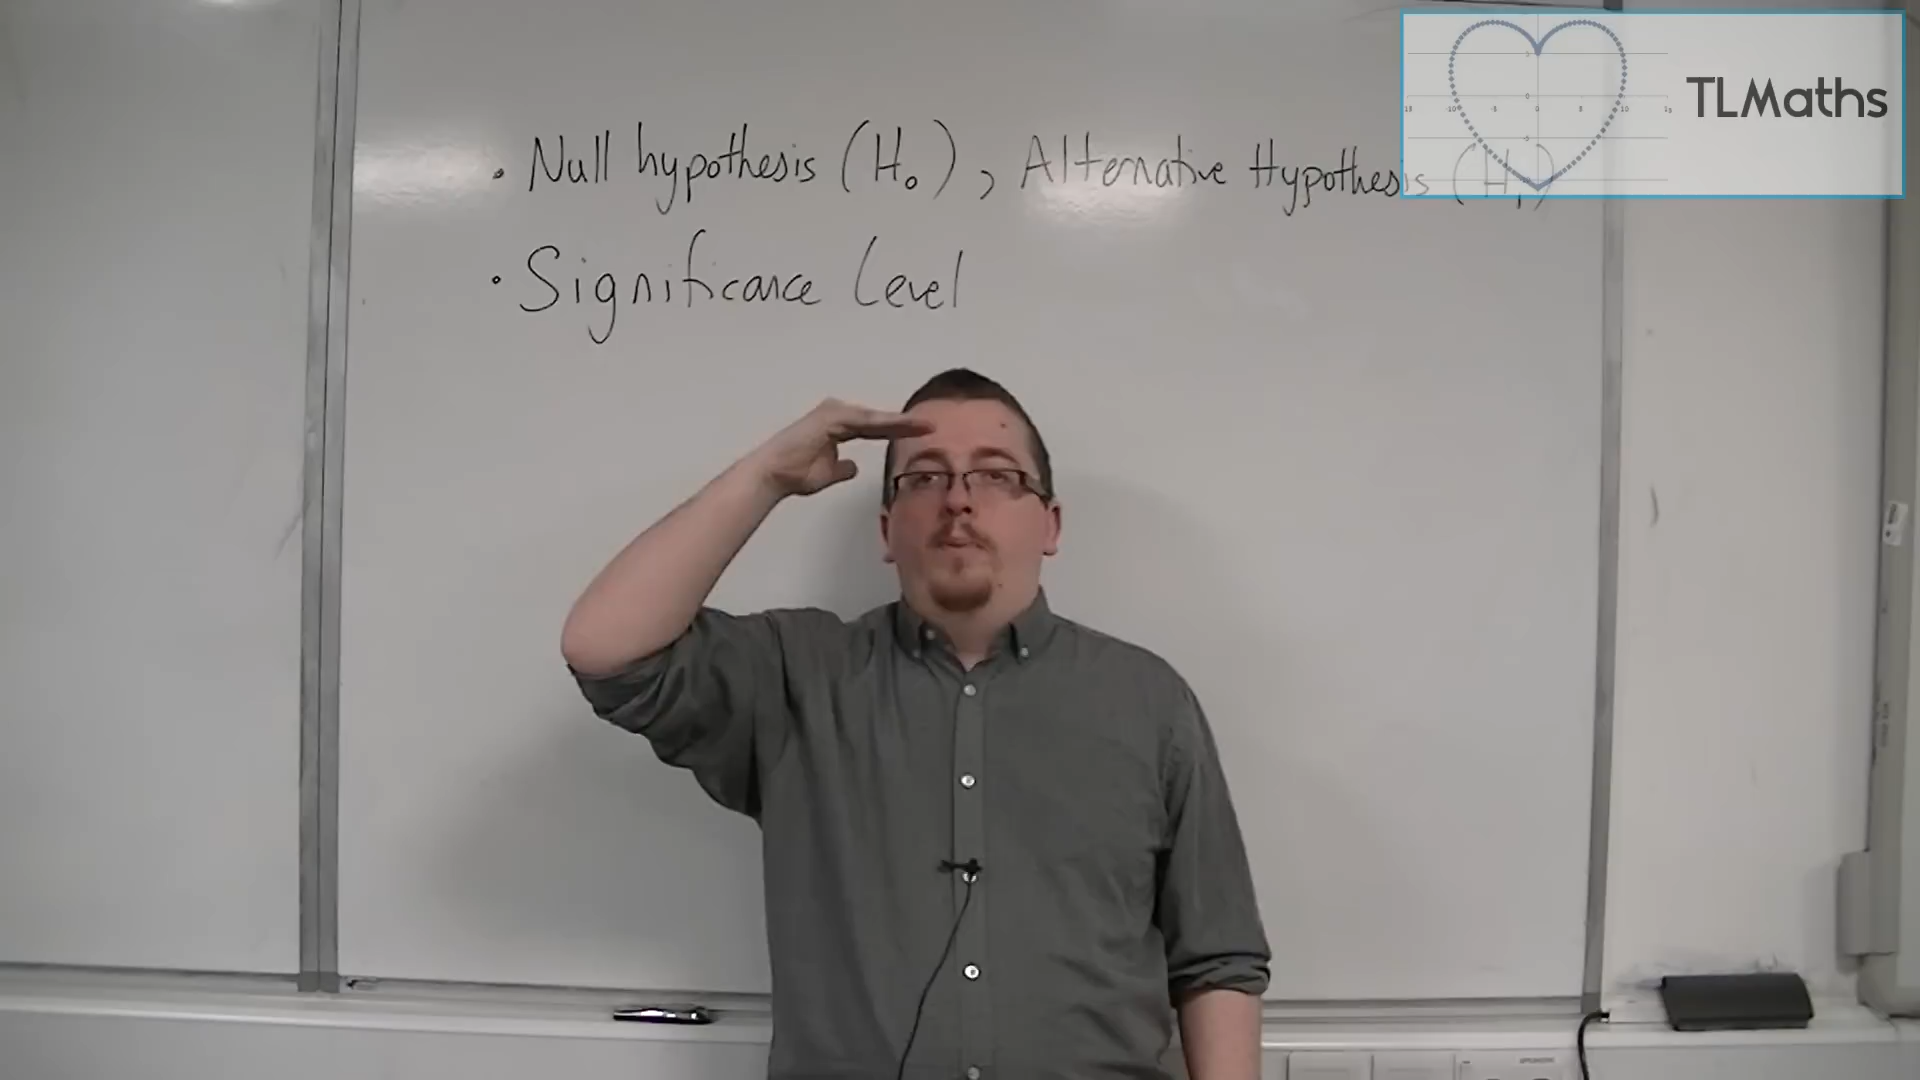 • Null hypothesis (H₀), Alternative Hypothesis (H₁)
• Significance Level
TLMaths